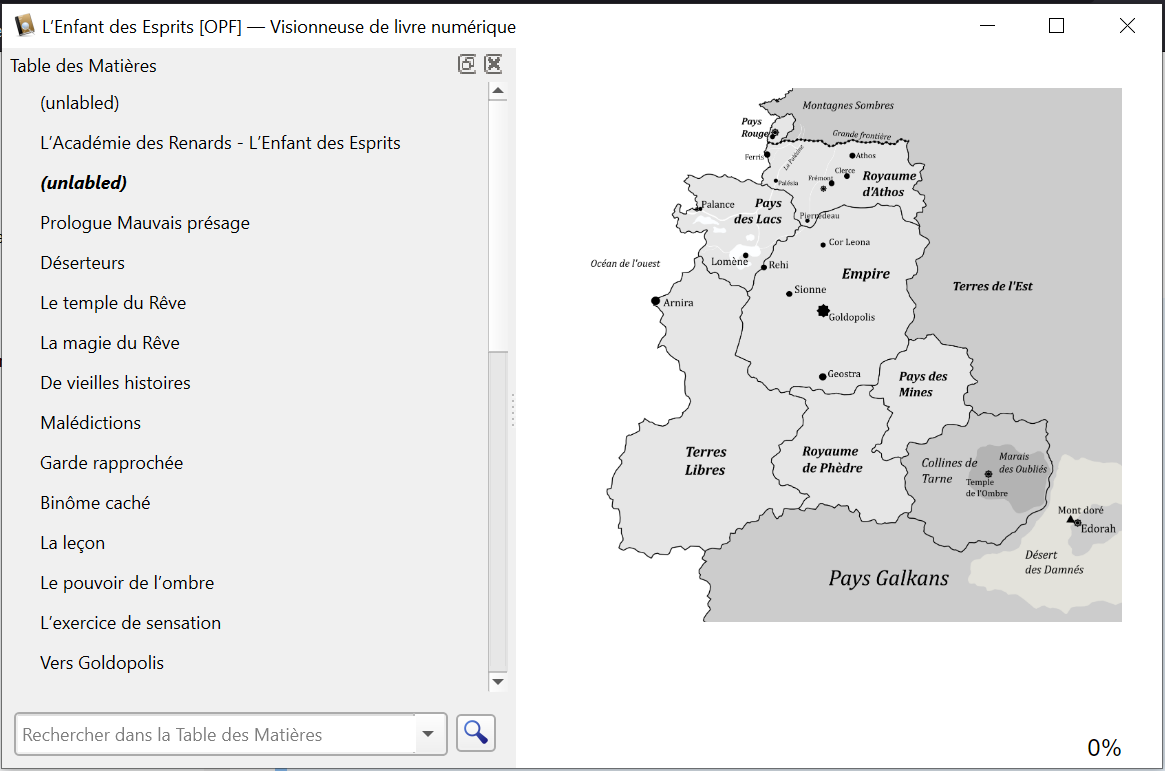 L’Enfant des Esprits [OPF] — Visionneuse de livre numérique
Table des Matières
(unlabled)
L’Académie des Renards - L’Enfant des Esprits
(unlabled)
Prologue Mauvais présage
Déserteurs
Le temple du Rêve
La magie du Rêve
De vieilles histoires
Malédictions
Garde rapprochée
Binôme caché
La leçon
Le pouvoir de l’ombre
L’exercice de sensation
Vers Goldopolis
Rechercher dans la Table des Matières
Montagnes Sombres
Pays
Rouge
Grande frontière
Ferris
Athos
Clerce
Frémont
Royaume
d'Athos
Palance
Pays
des Lacs
Pierredeau
Cor Leona
Océan de l'ouest
Lomène
Rehi
Empire
Terres de l'Est
Sionne
Arnira
Goldopolis
Geostra
Pays des
Mines
Terres
Libres
Royaume
de Phèdre
Collines de
Tarne
Marais
des Oubliés
Temple
de l'Ombre
Mont doré
Edorah
Désert
des Damnés
Pays Galkans
0%